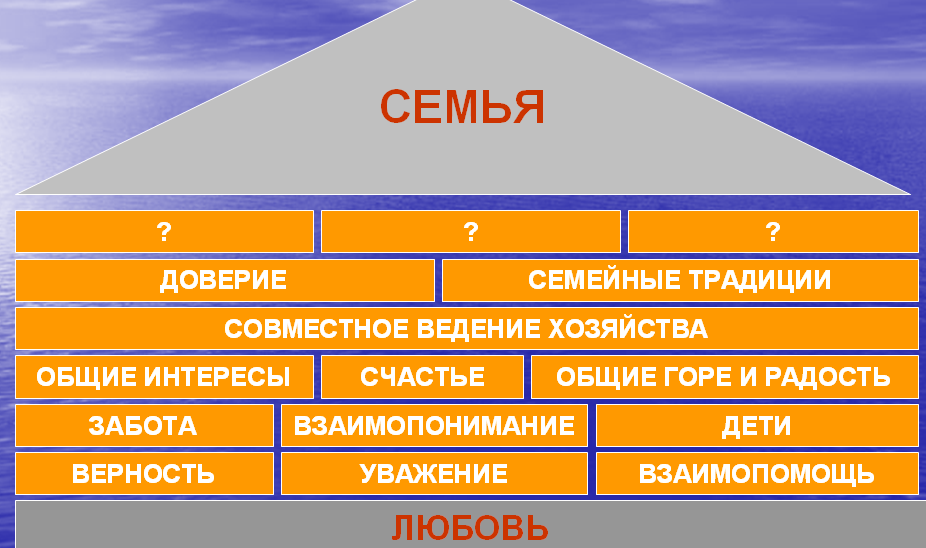 СЕМЬЯ
? ? ?
ДОВЕРИЕ СЕМЕЙНЫЕ ТРАДИЦИИ
СОВМЕСТНОЕ ВЕДЕНИЕ ХОЗЯЙСТВА
ОБЩИЕ ИНТЕРЕСЫ СЧАСТЬЕ ОБЩИЕ ГОРЕ И РАДОСТЬ
ЗАБОТА ВЗАИМОПОНИМАНИЕ ДЕТИ
ВЕРНОСТЬ УВАЖЕНИЕ ВЗАИМОПОМОЩЬ
ЛЮБОВЬ